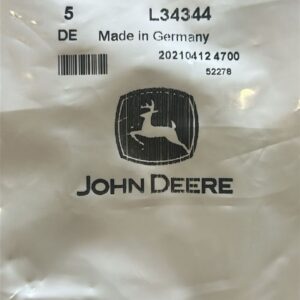 5 L34344
DE Made in Germany
20210412 4700
52278
JOHN DEERE